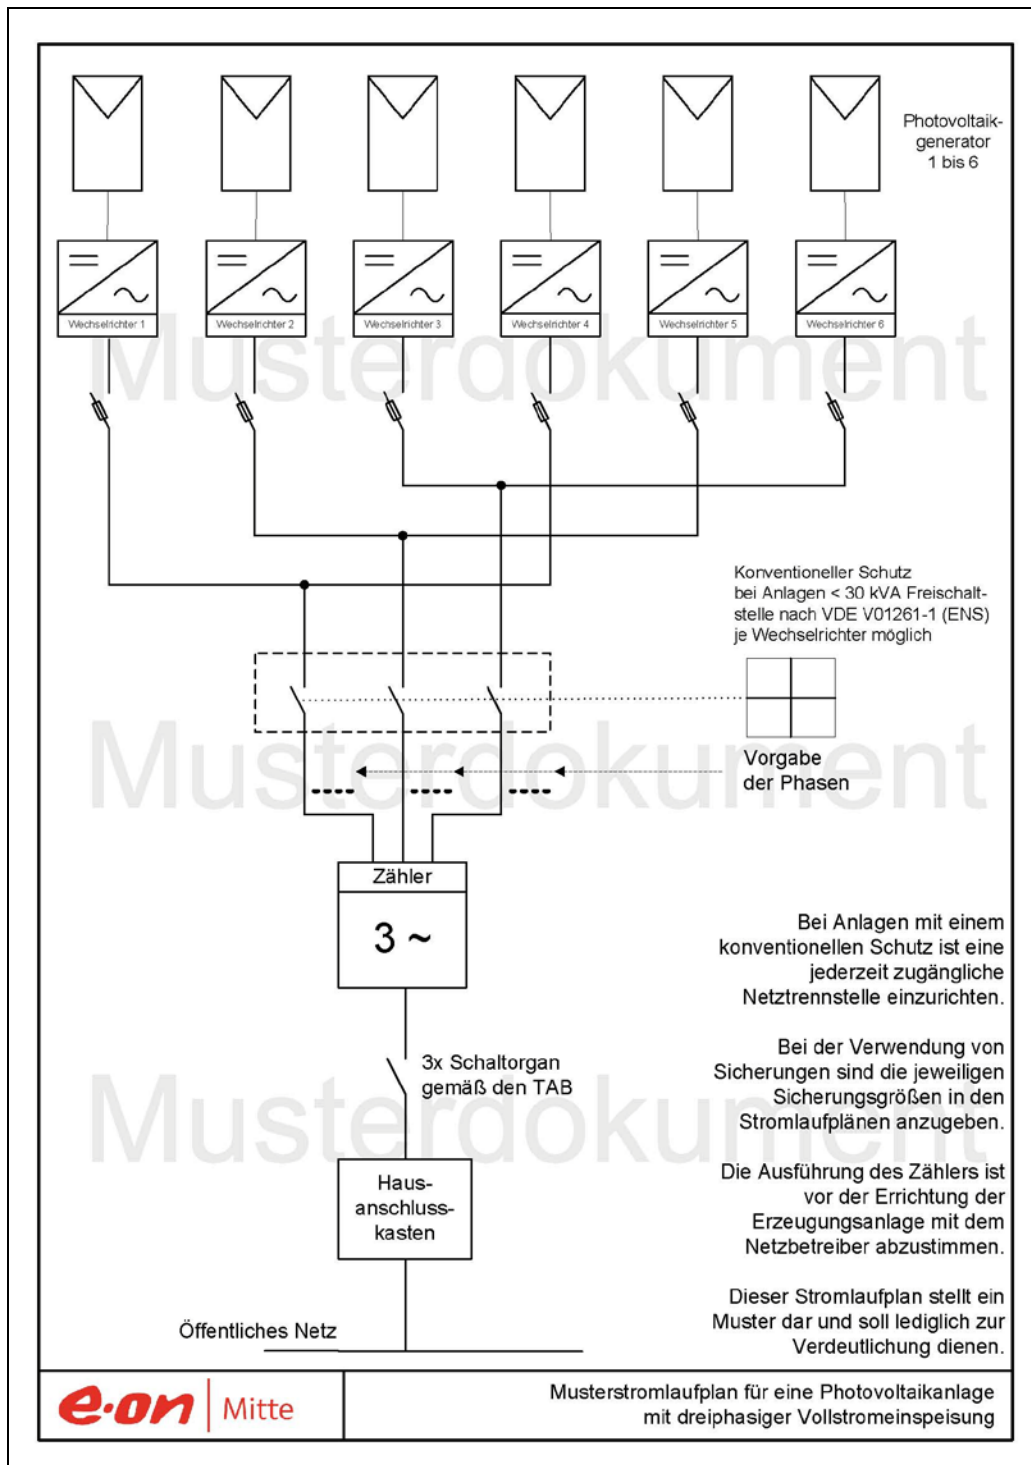 Photovoltaik-
generator
1 bis 6
Wechselrichter 1
Wechselrichter 2
Wechselrichter 3
Wechselrichter 4
Wechselrichter 5
Wechselrichter 6
Musterdokument
Konventioneller Schutz
bei Anlagen < 30 kVA Freischalt-
stelle nach VDE V01261-1 (ENS)
je Wechselrichter möglich
Musterdokument
Vorgabe
der Phasen
Zähler
3 ~
Bei Anlagen mit einem
konventionellen Schutz ist eine
jederzeit zugängliche
Netztrennstelle einzurichten.
3x Schaltorgan
gemäß den TAB
Bei der Verwendung von
Sicherungen sind die jeweiligen
Sicherungsgrößen in den
Stromlaufplänen anzugeben.
Musterdokument
Haus-
anschluss-
kasten
Die Ausführung des Zählers ist
vor der Errichtung der
Erzeugungsanlage mit dem
Netzbetreiber abzustimmen.
Öffentliches Netz
Dieser Stromlaufplan stellt ein
Muster dar und soll lediglich zur
Verdeutlichung dienen.
e·on | Mitte
Musterstromlaufplan für eine Photovoltaikanlage
mit dreiphasiger Vollstromeinspeisung